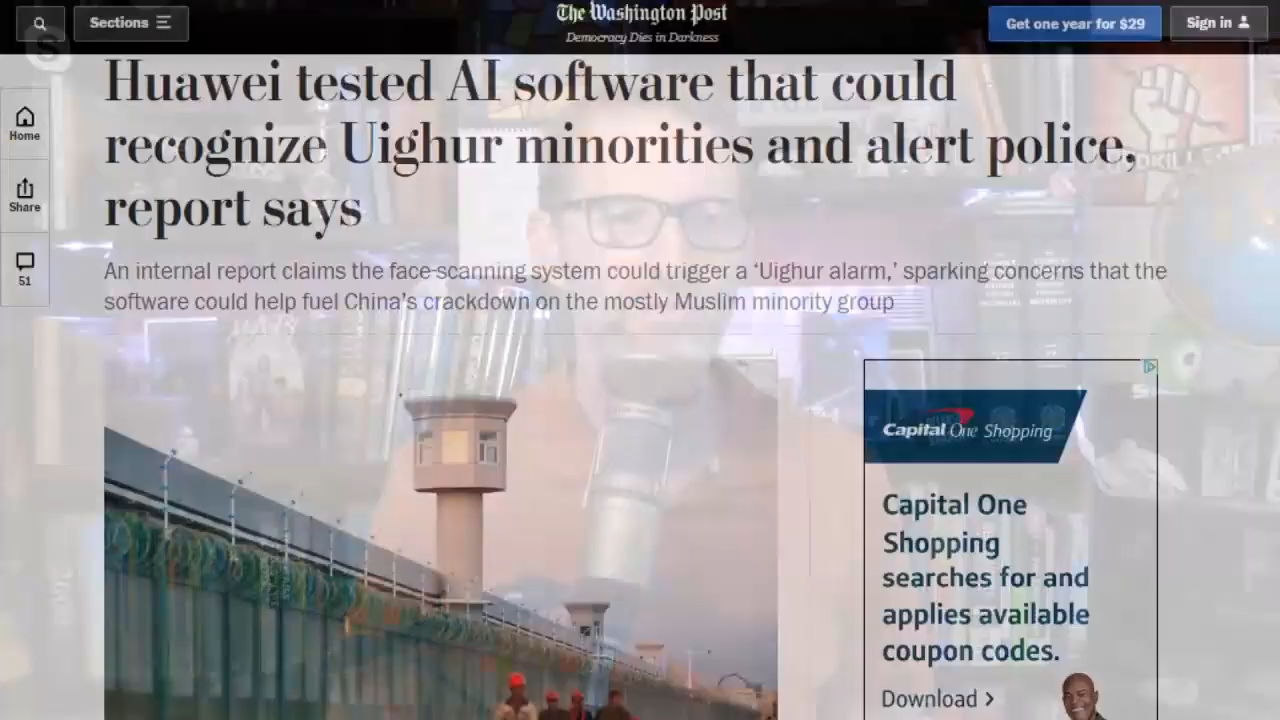 Sections
The Washington Post
Democracy Dies in Darkness
Get one year for $29
Sign in
S
Huawei tested AI software that could
recognize Uighur minorities and alert police,
report says
Home
Share
51
An internal report claims the face-scanning system could trigger a ‘Uighur alarm,’ sparking concerns that the
software could help fuel China’s crackdown on the mostly Muslim minority group
Capital One Shopping
Capital One
Shopping
searches for and
applies available
coupon codes.
Download >